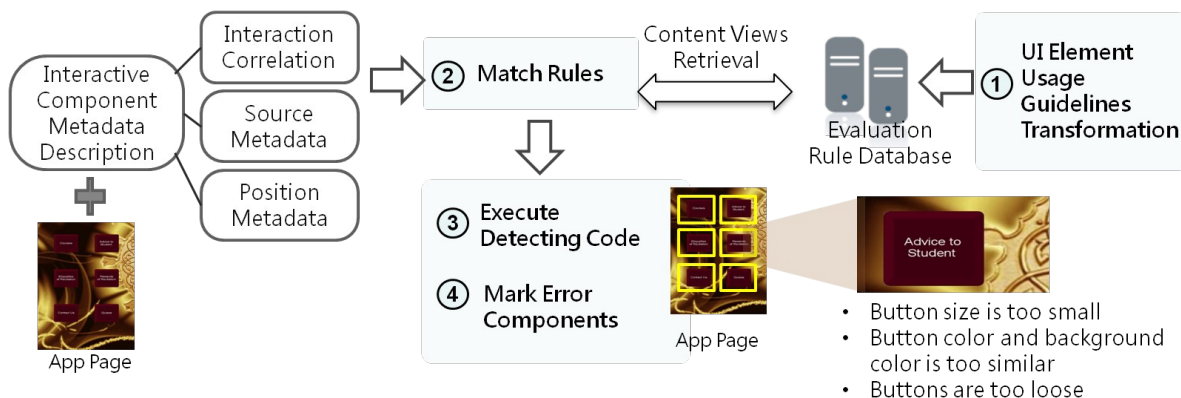 Interactive
Component
Metadata
Description
Interaction
Correlation
Source
Metadata
Position
Metadata
App Page
② Match Rules
Content Views
Retrieval
Evaluation
Rule Database
① UI Element
Usage
Guidelines
Transformation
③ Execute
Detecting Code
④ Mark Error
Components
App Page
Advice to
Student
• Button size is too small
• Button color and background
color is too similar
• Buttons are too loose